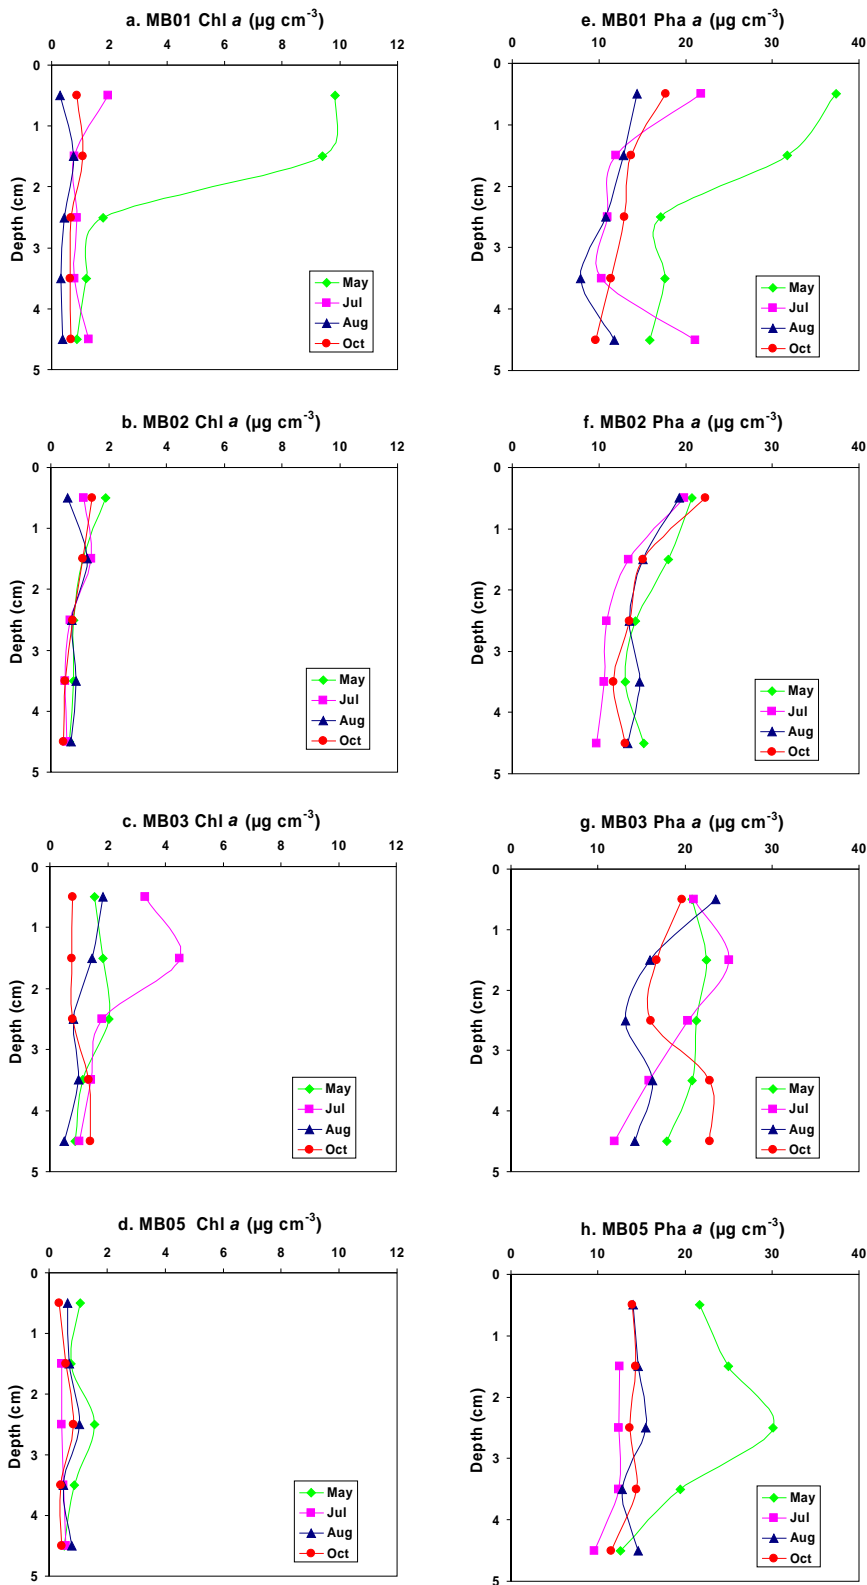 a. MB01 Chl a (µg cm-3)
0 2 4 6 8 10 12
0
1
2
3
4
5
Depth (cm)
May
Jul
Aug
Oct
e. MB01 Pha a (µg cm-3)
0 10 20 30 40
0
1
2
3
4
5
Depth (cm)
May
Jul
Aug
Oct
b. MB02 Chl a (µg cm-3)
0 2 4 6 8 10 12
0
1
2
3
4
5
Depth (cm)
May
Jul
Aug
Oct
f. MB02 Pha a (µg cm-3)
0 10 20 30 40
0
1
2
3
4
5
Depth (cm)
May
Jul
Aug
Oct
c. MB03 Chl a (µg cm-3)
0 2 4 6 8 10 12
0
1
2
3
4
5
Depth (cm)
May
Jul
Aug
Oct
g. MB03 Pha a (µg cm-3)
0 10 20 30 40
0
1
2
3
4
5
Depth (cm)
May
Jul
Aug
Oct
d. MB05 Chl a (µg cm-3)
0 2 4 6 8 10 12
0
1
2
3
4
5
Depth (cm)
May
Jul
Aug
Oct
h. MB05 Pha a (µg cm-3)
0 10 20 30 40
0
1
2
3
4
5
Depth (cm)
May
Jul
Aug
Oct